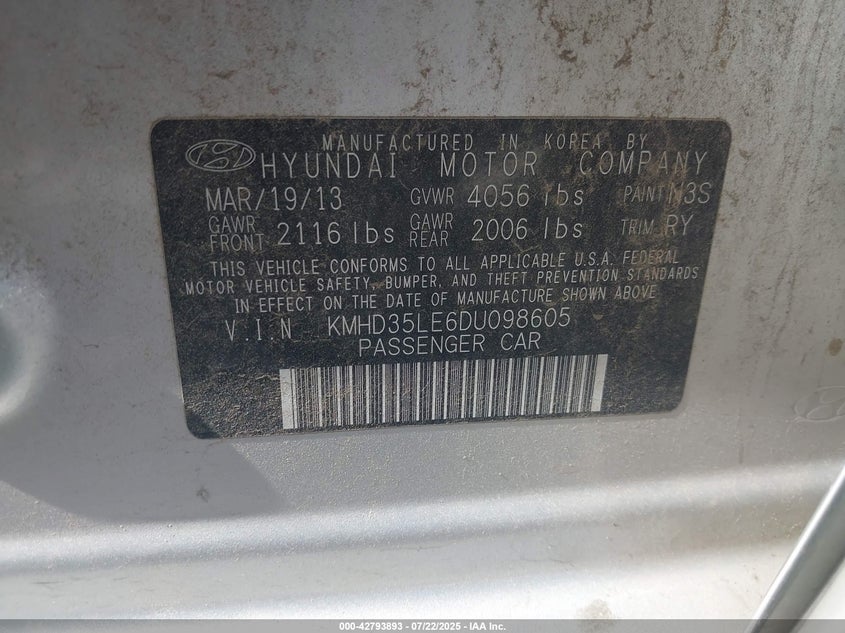 MANUFACTURED IN KOREA BY
HYUNDAI MOTOR COMPANY
MAR/19/13 GVWR 4056 lbs PAINT N3S
GAWR FRONT 2116 lbs GAWR REAR 2006 lbs TRIM RY
THIS VEHICLE CONFORMS TO ALL APPLICABLE U.S.A. FEDERAL
MOTOR VEHICLE SAFETY, BUMPER, AND THEFT PREVENTION STANDARDS
IN EFFECT ON THE DATE OF MANUFACTURE SHOWN ABOVE
V.I.N KMHD35LE6DU098605
PASSENGER CAR
000-42793893 - 07/22/2025 - IAA Inc.